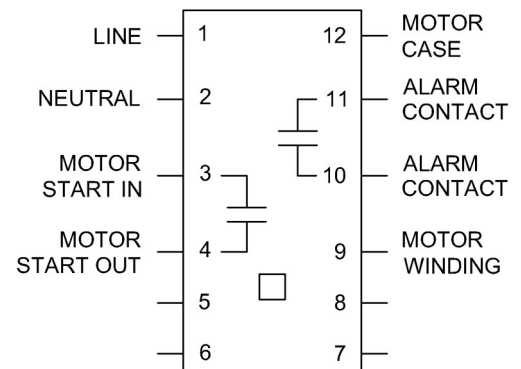 LINE
1
12
MOTOR
CASE
NEUTRAL
2
11
ALARM
CONTACT
MOTOR
START IN
3
10
ALARM
CONTACT
MOTOR
START OUT
4
9
MOTOR
WINDING
5
8
6
7